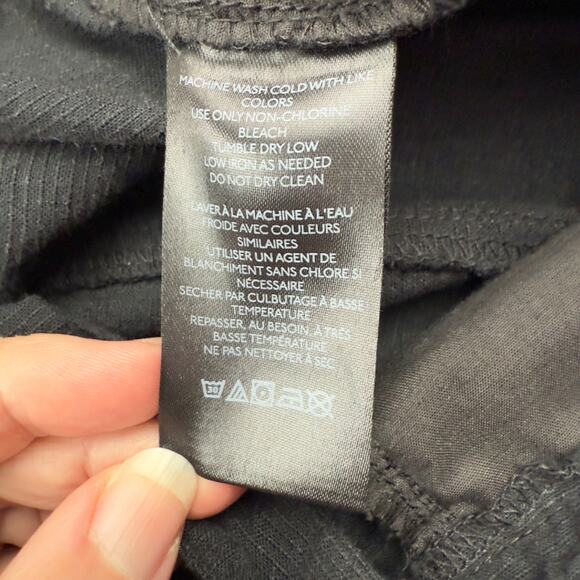 MACHINE WASH COLD WITH LIKE
COLORS
USE ONLY NON-CHLORINE
BLEACH
TUMBLE DRY LOW
LOW IRON AS NEEDED
DO NOT DRY CLEAN
LAVER À LA MACHINE À L'EAU
FROIDE AVEC COULEURS
SIMILAIRES
UTILISER UN AGENT DE
BLANCHIMENT SANS CHLORE SI
NÉCESSAIRE
SECHER PAR CULBUTAGE À BASSE
TEMPERATURE
REPASSER, AU BESOIN, À TRÈS
BASSE TEMPÉRATURE
NE PAS NETTOYER À SEC
30